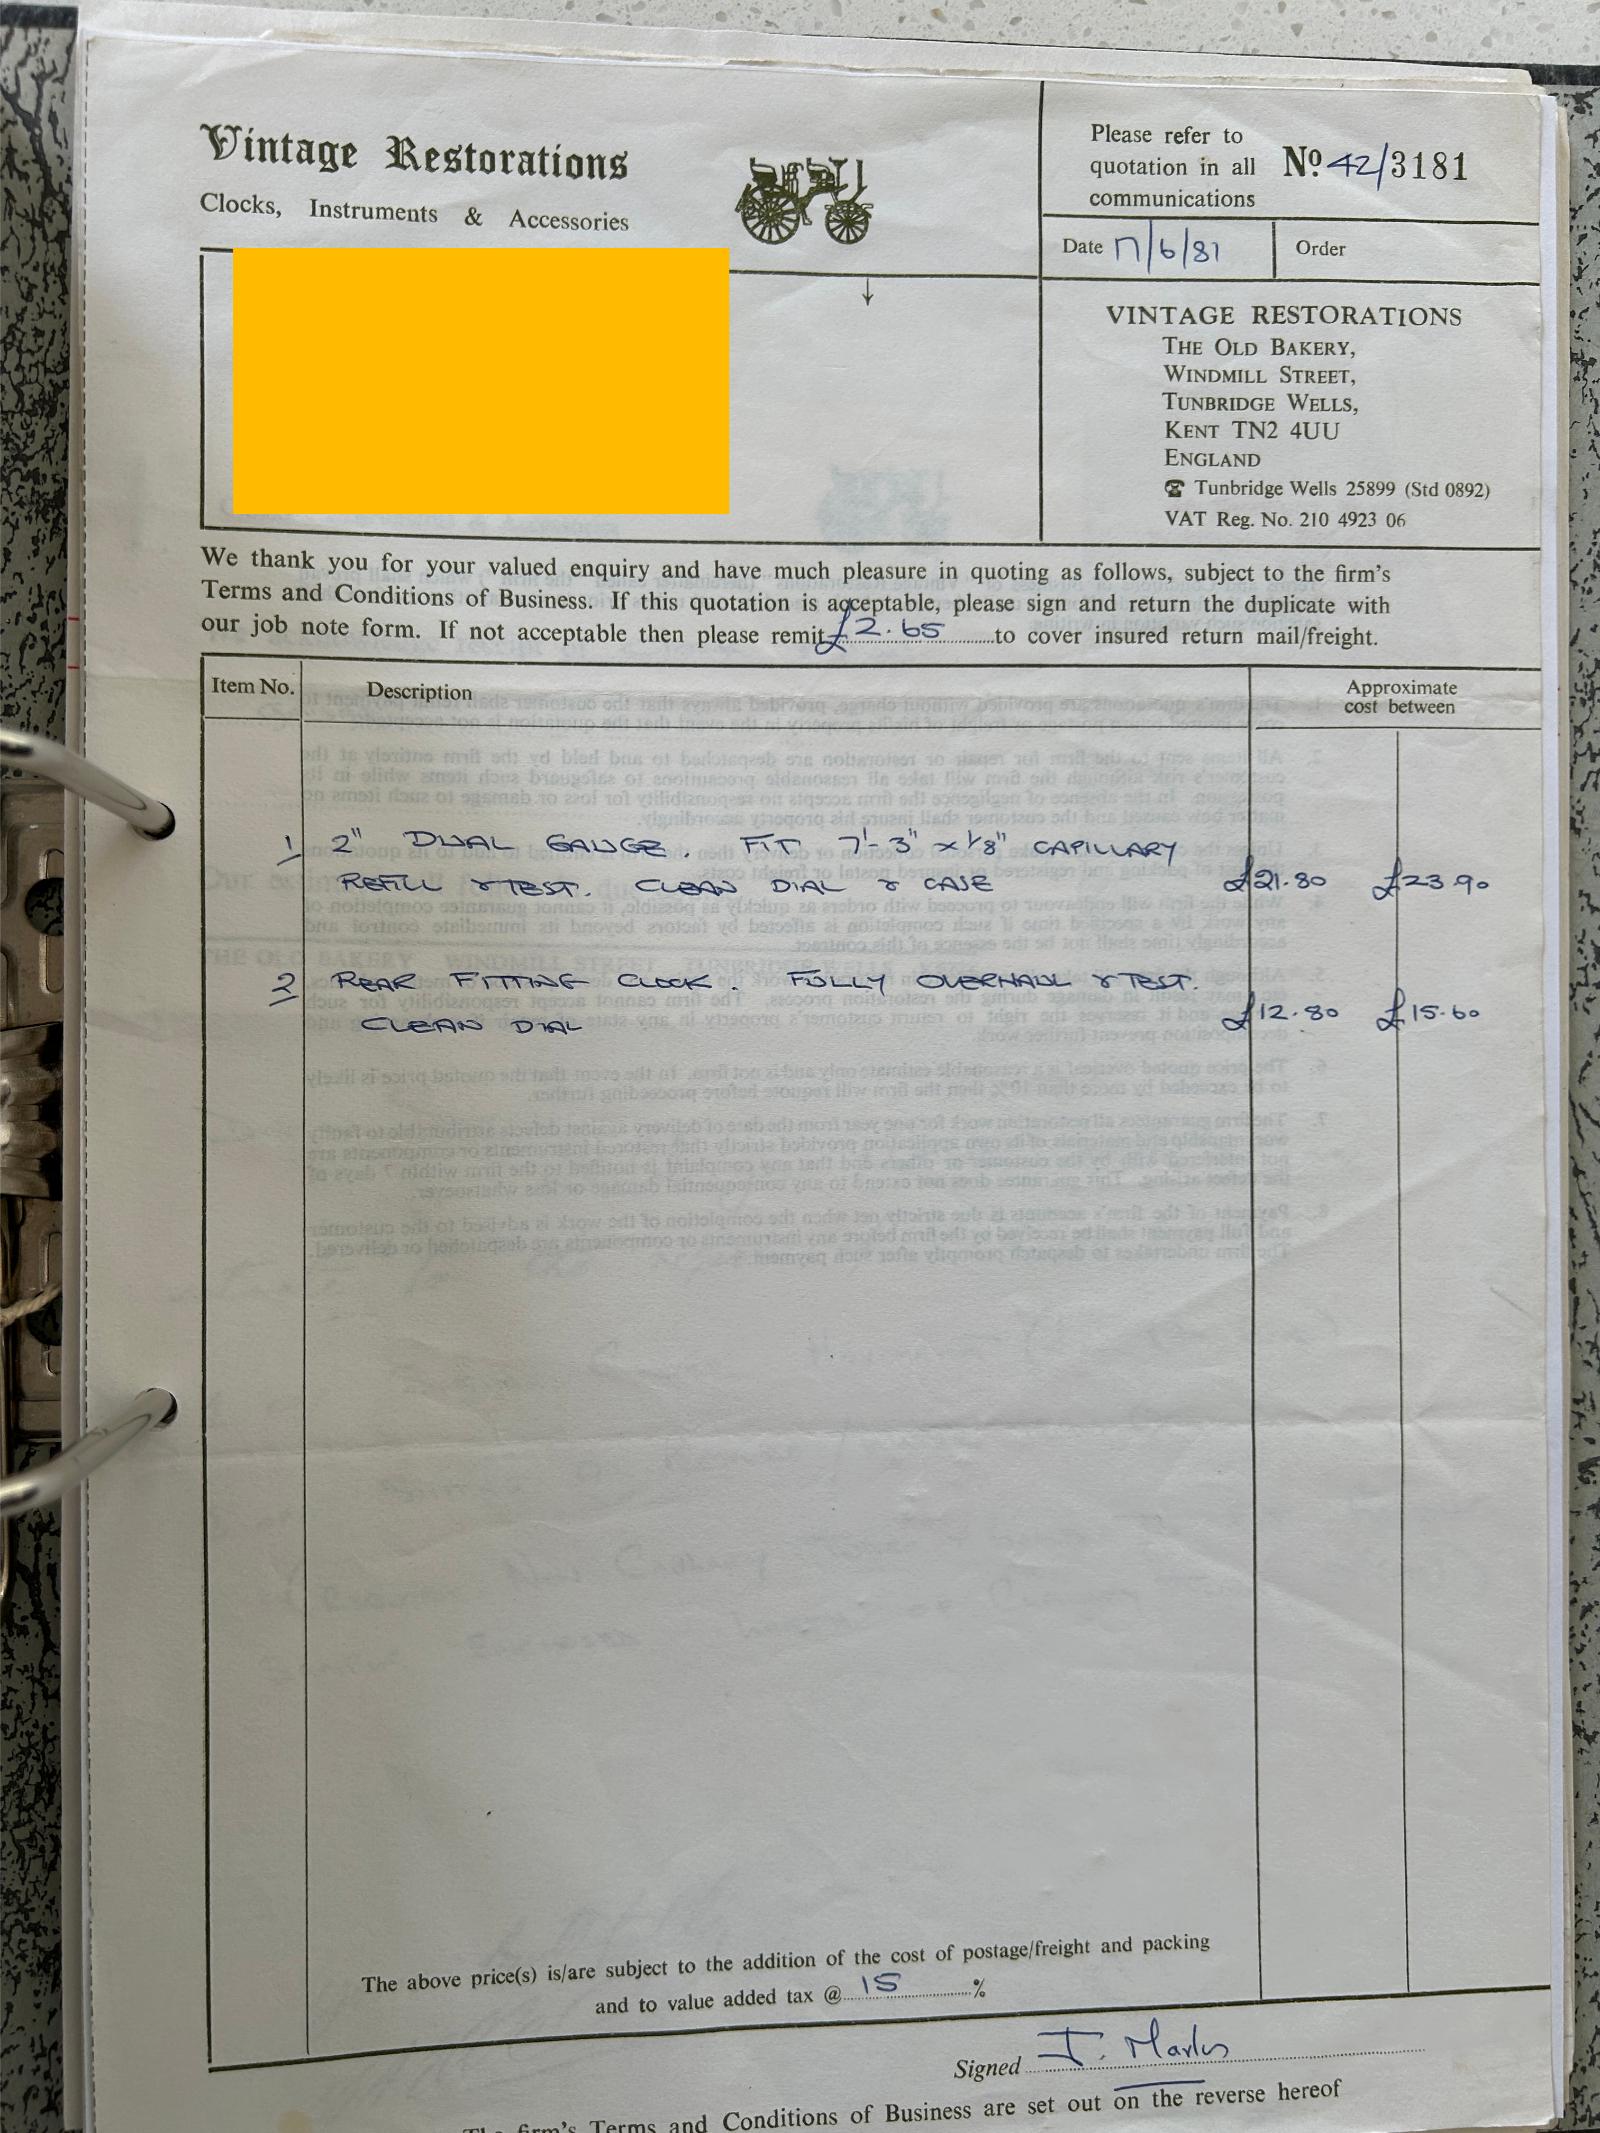 Vintage Restorations
Clocks, Instruments & Accessories
Please refer to
quotation in all
communications
Nº 42/3181
Date 17/6/81
Order
VINTAGE RESTORATIONS
THE OLD BAKERY,
WINDMILL STREET,
TUNBRIDGE WELLS,
KENT TN2 4UU
ENGLAND
☎ Tunbridge Wells 25899 (Std 0892)
VAT Reg. No. 210 4923 06
We thank you for your valued enquiry and have much pleasure in quoting as follows, subject to the firm's
Terms and Conditions of Business. If this quotation is acceptable, please sign and return the duplicate with
our job note form. If not acceptable then please remit £2.65 to cover insured return mail/freight.
Item No. Description Approximate
cost between
1 2" DUAL GAUGE. FIT 7'-3" x 1/8" CAPILLARY
REFILL & TEST. CLEAN DIAL & CASE £21.80 £23.90
2 REAR FITTING CLOCK. FULLY OVERHAUL & TEST.
CLEAN DIAL £12.80 £15.60
The above price(s) is/are subject to the addition of the cost of postage/freight and packing
and to value added tax @ 15 %
Signed J. Marks
The firm's Terms and Conditions of Business are set out on the reverse hereof